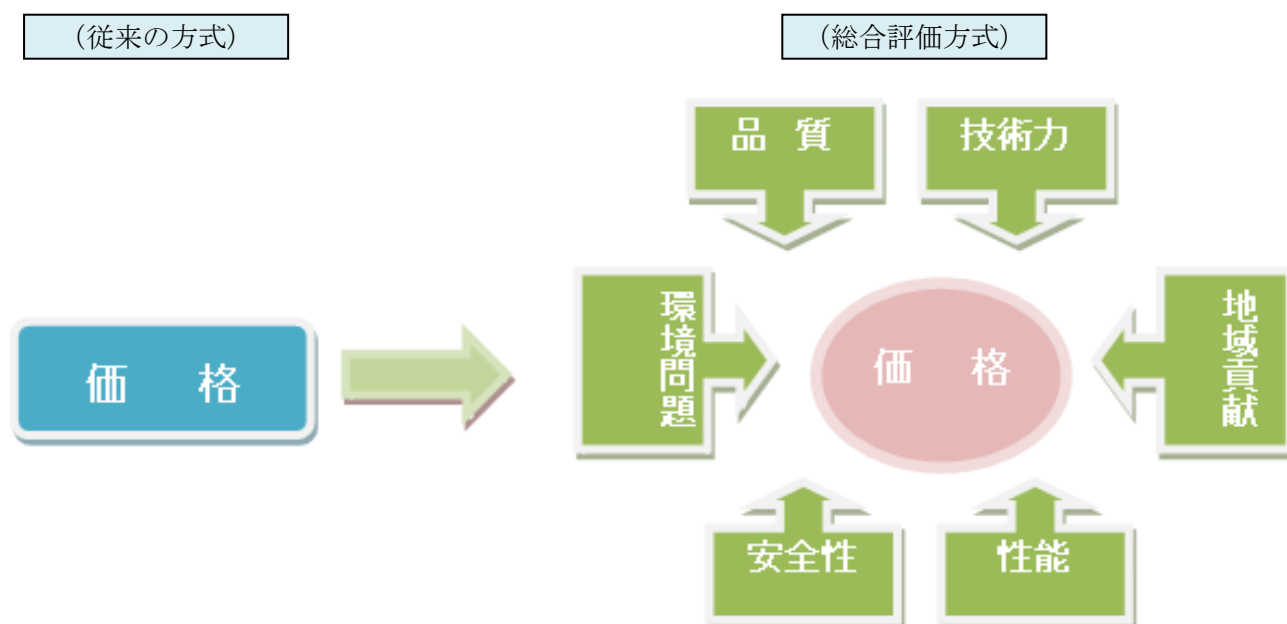 （従来の方式）
（総合評価方式）
品 質
技術力
価 格
環境問題
価 格
地域貢献
安全性
性能